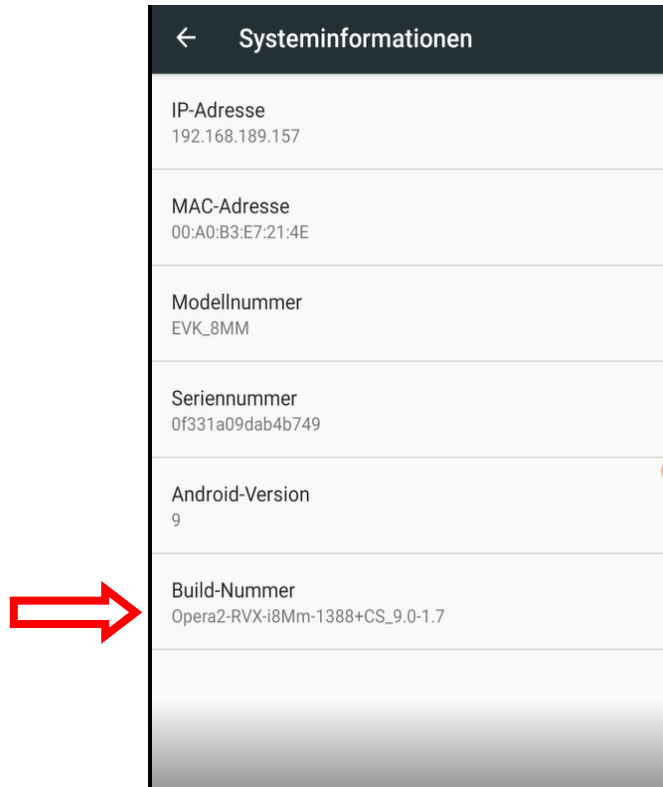 Systeminformationen
IP-Adresse
192.168.189.157
MAC-Adresse
00:A0:B3:E7:21:4E
Modellnummer
EVK_8MM
Seriennummer
0f331a09dab4b749
Android-Version
9
Build-Nummer
Opera2-RVX-i8Mm-1388+CS_9.0-1.7